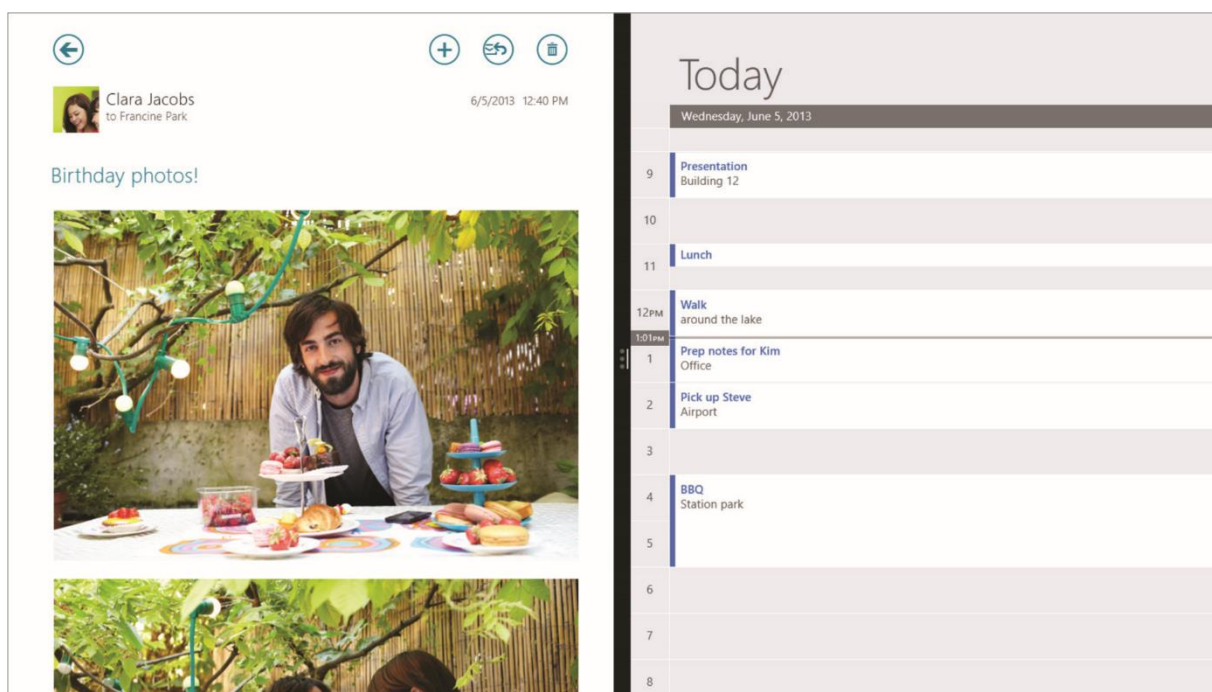 Clara Jacobs
to Francine Park
6/5/2013 12:40 PM
Birthday photos!
Today
Wednesday, June 5, 2013
9
Presentation
Building 12
10
11
Lunch
12PM
Walk
around the lake
1:01PM
1
Prep notes for Kim
Office
2
Pick up Steve
Airport
3
4
BBQ
Station park
5
6
7
8